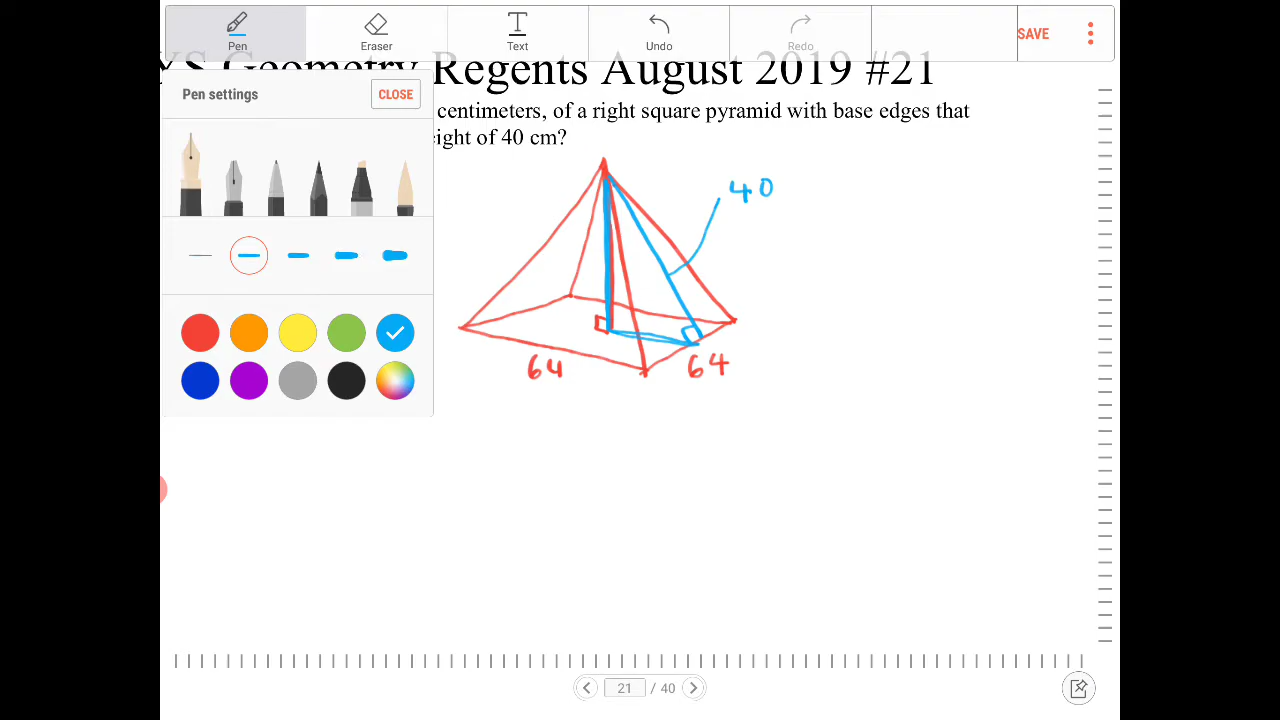 Pen
Eraser
Text
Undo
Redo
SAVE
Geometry Regents August 2019 #21
Pen settings
CLOSE
centimeters, of a right square pyramid with base edges that
of 40 cm?
40
64
64
21 / 40